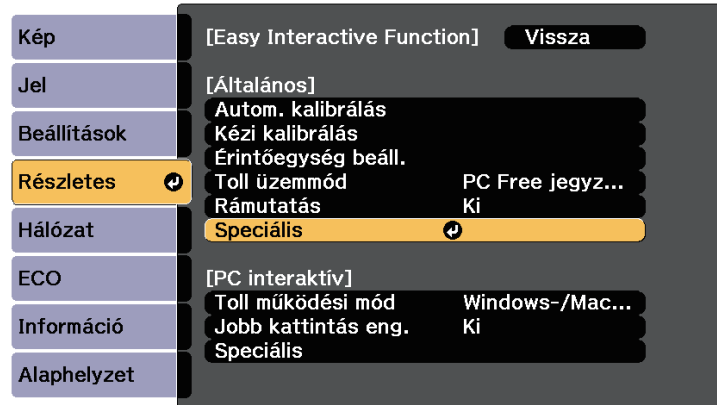 Kép
Jel
Beállítások
Részletes
Hálózat
ECO
Információ
Alaphelyzet
[Easy Interactive Function] Vissza
[Általános]
Autom. kalibrálás
Kézi kalibrálás
Érintőegység beáll.
Toll üzemmód PC Free jegyz...
Rámutatás Ki
Speciális
[PC interaktív]
Toll működési mód Windows-/Mac...
Jobb kattintás eng. Ki
Speciális